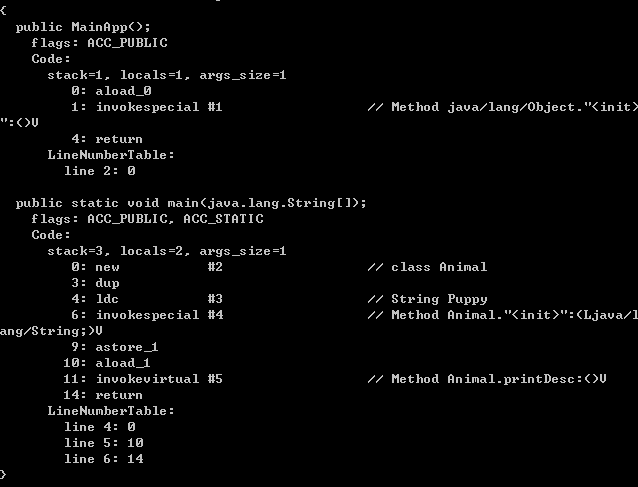 {
  public MainApp();
    flags: ACC_PUBLIC
    Code:
      stack=1, locals=1, args_size=1
         0: aload_0
         1: invokespecial #1                  // Method java/lang/Object."<init>
":()V
         4: return
      LineNumberTable:
        line 2: 0

  public static void main(java.lang.String[]);
    flags: ACC_PUBLIC, ACC_STATIC
    Code:
      stack=3, locals=2, args_size=1
         0: new           #2                  // class Animal
         3: dup
         4: ldc           #3                  // String Puppy
         6: invokespecial #4                  // Method Animal."<init>":(Ljava/l
ang/String;)V
         9: astore_1
        10: aload_1
        11: invokevirtual #5                  // Method Animal.printDesc:()V
        14: return
      LineNumberTable:
        line 4: 0
        line 5: 10
        line 6: 14
}